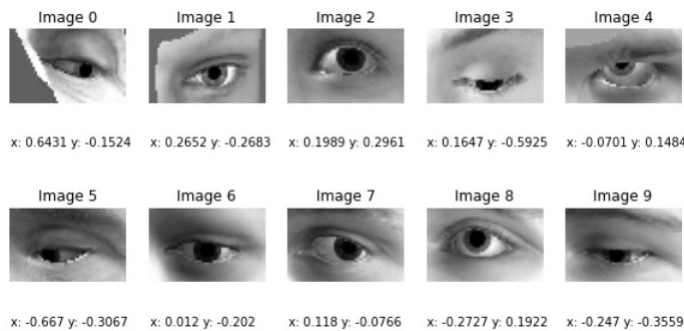 Image 0 Image 1 Image 2 Image 3 Image 4
x: 0.6431 y: -0.1524 x: 0.2652 y: -0.2683 x: 0.1989 y: 0.2961 x: 0.1647 y: -0.5925 x: -0.0701 y: 0.1484
Image 5 Image 6 Image 7 Image 8 Image 9
x: -0.667 y: -0.3067 x: 0.012 y: -0.202 x: 0.118 y: -0.0766 x: -0.2727 y: 0.1922 x: -0.247 y: -0.3559